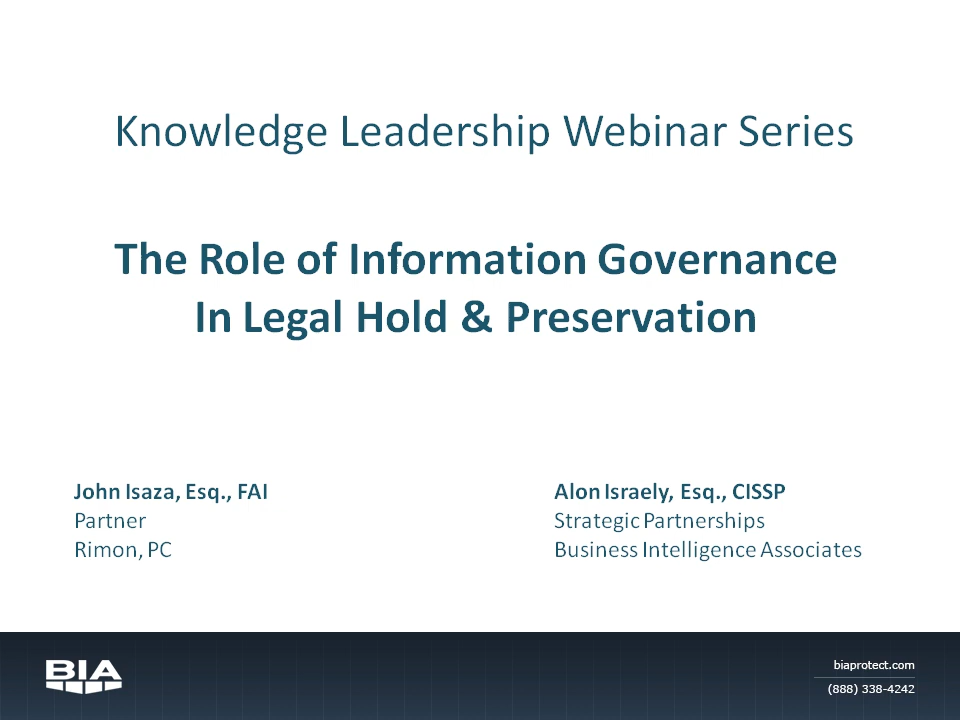 Knowledge Leadership Webinar Series
The Role of Information Governance
In Legal Hold & Preservation
John Isaza, Esq., FAI
Partner
Rimon, PC
Alon Israely, Esq., CISSP
Strategic Partnerships
Business Intelligence Associates
BIA
biaprotect.com
(888) 338-4242